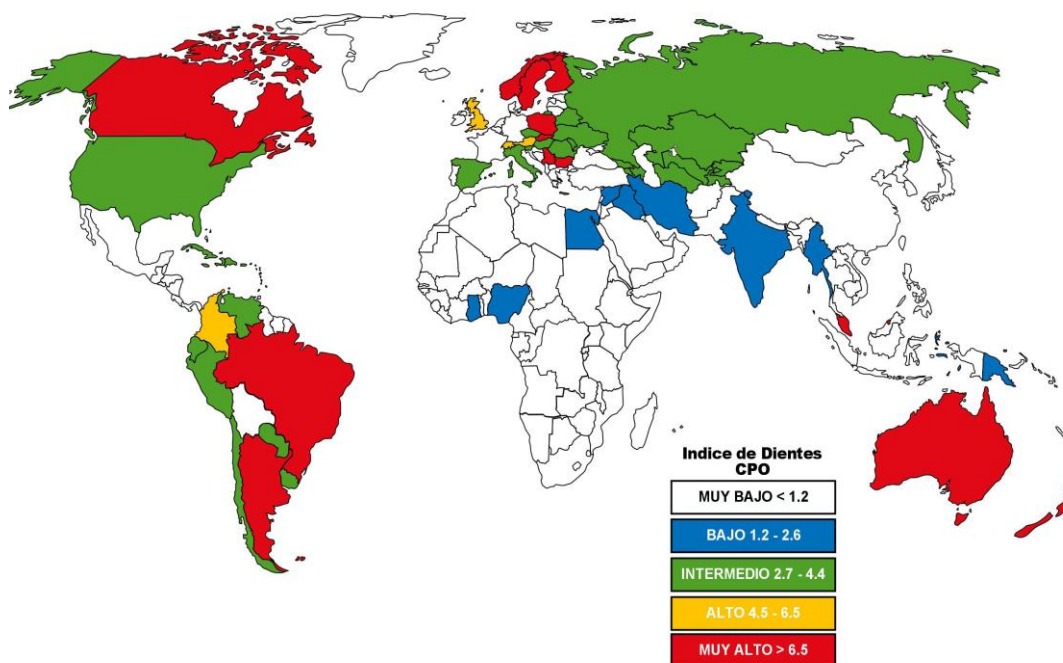 Indice de Dientes
CPO
MUY BAJO < 1.2
BAJO 1.2 - 2.6
INTERMEDIO 2.7 - 4.4
ALTO 4.5 - 6.5
MUY ALTO > 6.5